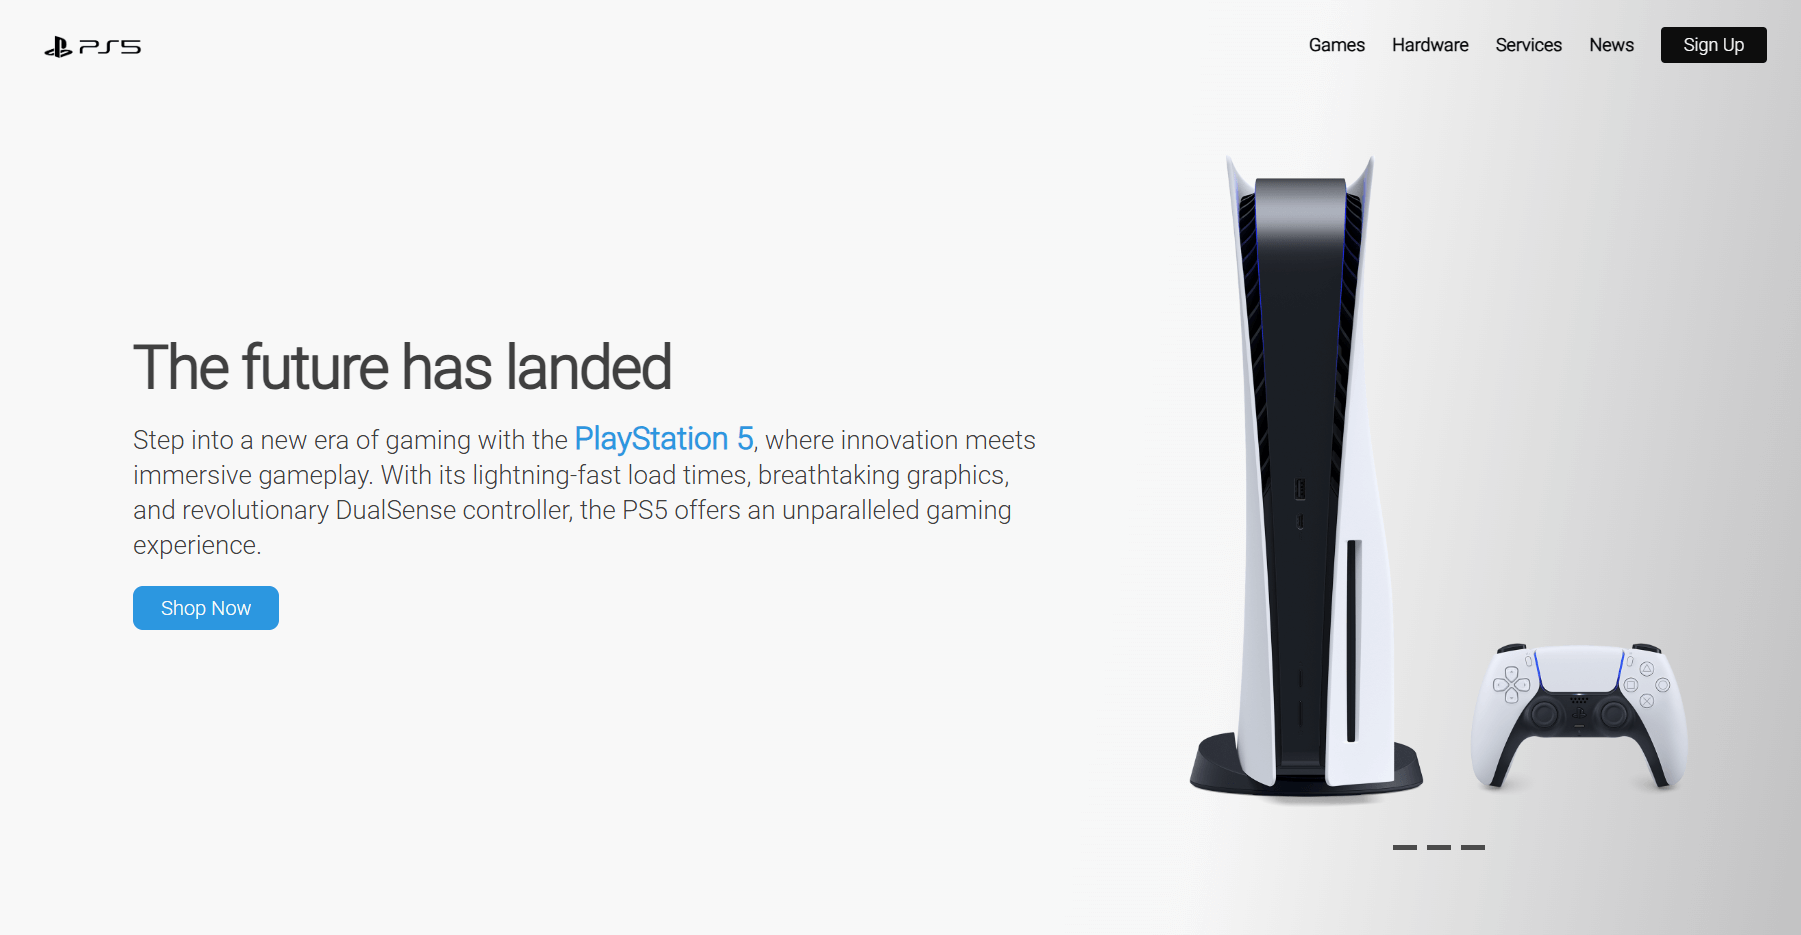 PS5
Games Hardware Services News Sign Up
The future has landed
Step into a new era of gaming with the PlayStation 5, where innovation meets
immersive gameplay. With its lightning-fast load times, breathtaking graphics,
and revolutionary DualSense controller, the PS5 offers an unparalleled gaming
experience.
Shop Now